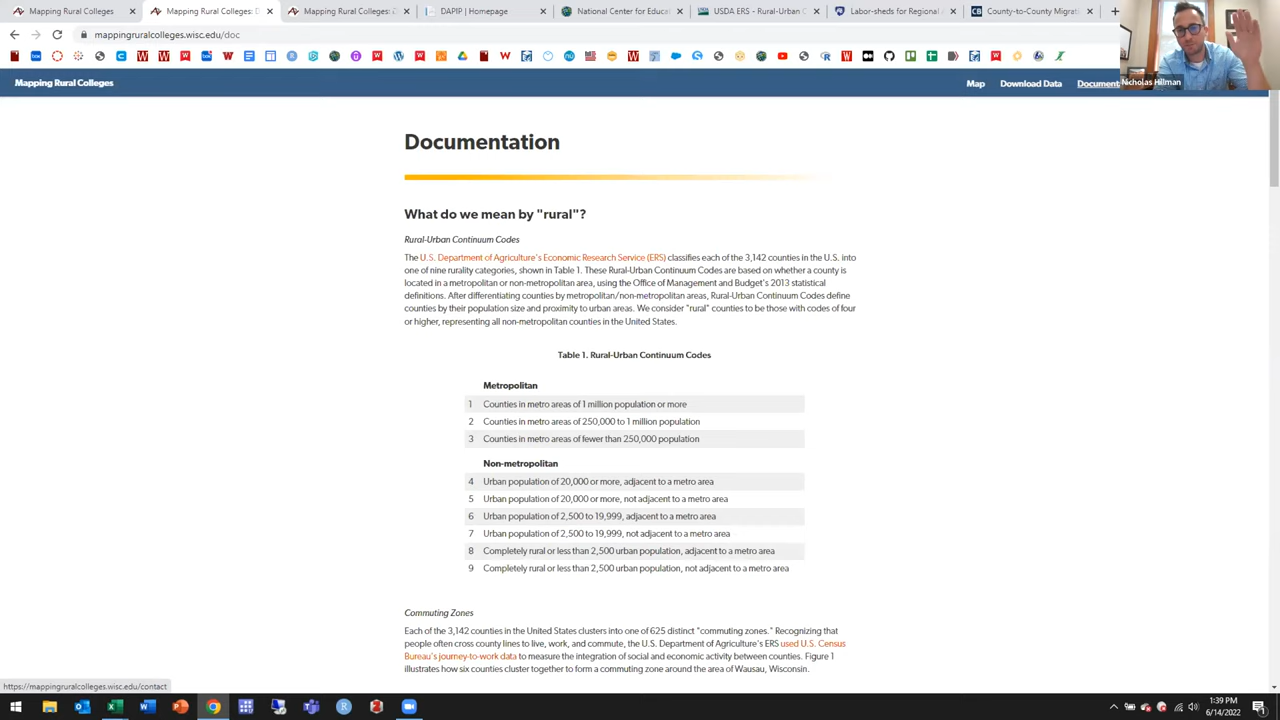 Mapping Rural Colleges
Mapping Rural Colleges D
Mapping Rural Colleges
DAPIP | Homepage
National Center for Educat
USDA ERS - Rural-Urban C
Labor-sheds for Regional A
County-to-County Migrati
mappingruralcolleges.wisc.edu/doc
Nicholas Hillman
Mapping Rural Colleges
Map
Download Data
Document
Documentation
What do we mean by "rural"?
Rural-Urban Continuum Codes
The U.S. Department of Agriculture's Economic Research Service (ERS) classifies each of the 3,142 counties in the U.S. into
one of nine rurality categories, shown in Table 1. These Rural-Urban Continuum Codes are based on whether a county is
located in a metropolitan or non-metropolitan area, using the Office of Management and Budget's 2013 statistical
definitions. After differentiating counties by metropolitan/non-metropolitan areas, Rural-Urban Continuum Codes define
counties by their population size and proximity to urban areas. We consider "rural" counties to be those with codes of four
or higher, representing all non-metropolitan counties in the United States.
Table 1. Rural-Urban Continuum Codes
Metropolitan
1 Counties in metro areas of 1 million population or more
2 Counties in metro areas of 250,000 to 1 million population
3 Counties in metro areas of fewer than 250,000 population
Non-metropolitan
4 Urban population of 20,000 or more, adjacent to a metro area
5 Urban population of 20,000 or more, not adjacent to a metro area
6 Urban population of 2,500 to 19,999, adjacent to a metro area
7 Urban population of 2,500 to 19,999, not adjacent to a metro area
8 Completely rural or less than 2,500 urban population, adjacent to a metro area
9 Completely rural or less than 2,500 urban population, not adjacent to a metro area
Commuting Zones
Each of the 3,142 counties in the United States clusters into one of 625 distinct "commuting zones." Recognizing that
people often cross county lines to live, work, and commute, the U.S. Department of Agriculture's ERS used U.S. Census
Bureau's journey-to-work data to measure the integration of social and economic activity between counties. Figure 1
illustrates how six counties cluster together to form a commuting zone around the area of Wausau, Wisconsin.
https://mappingruralcolleges.wisc.edu/contact
1:39 PM
6/14/2022